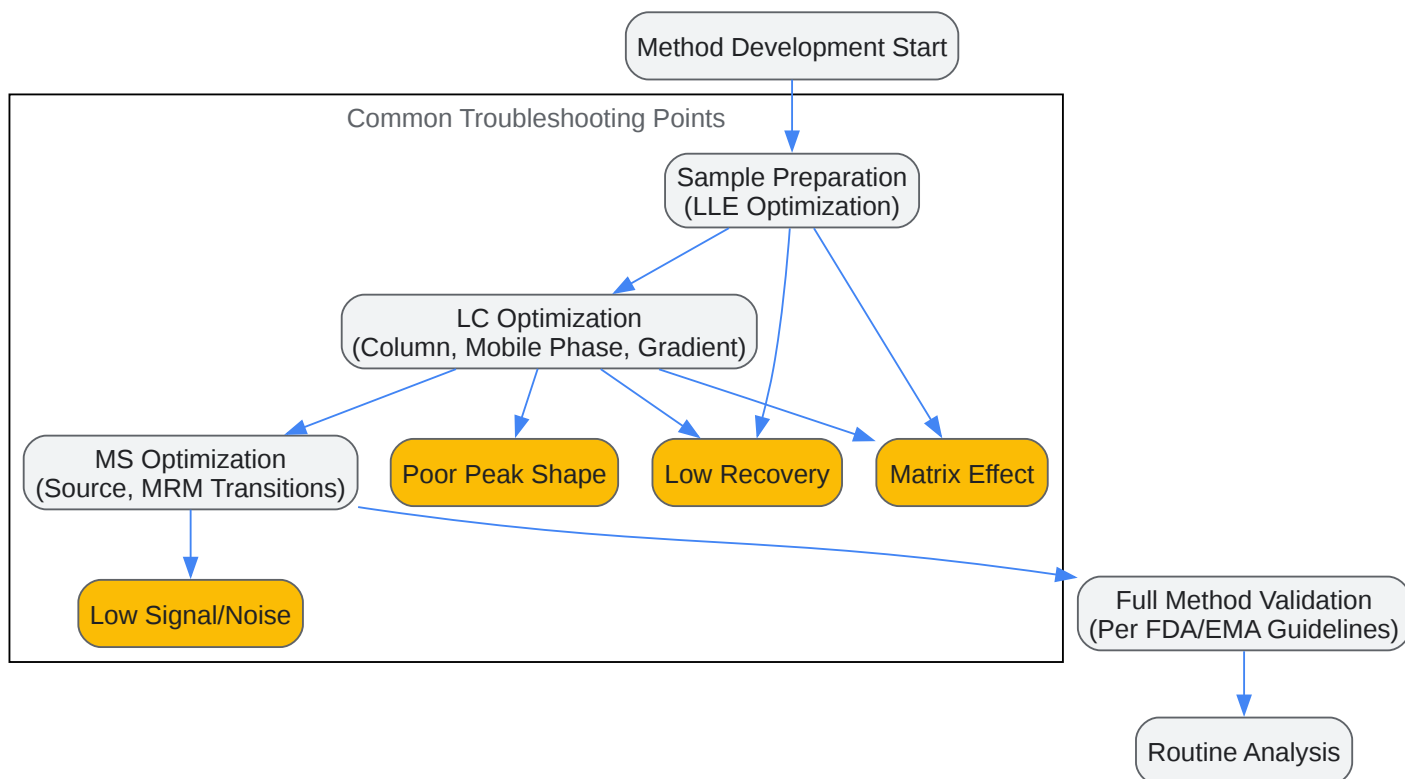 Method Development Start
Common Troubleshooting Points
Sample Preparation
(LLE Optimization)
LC Optimization
(Column, Mobile Phase, Gradient)
MS Optimization
(Source, MRM Transitions)
Poor Peak Shape
Low Recovery
Matrix Effect
Low Signal/Noise
Full Method Validation
(Per FDA/EMA Guidelines)
Routine Analysis